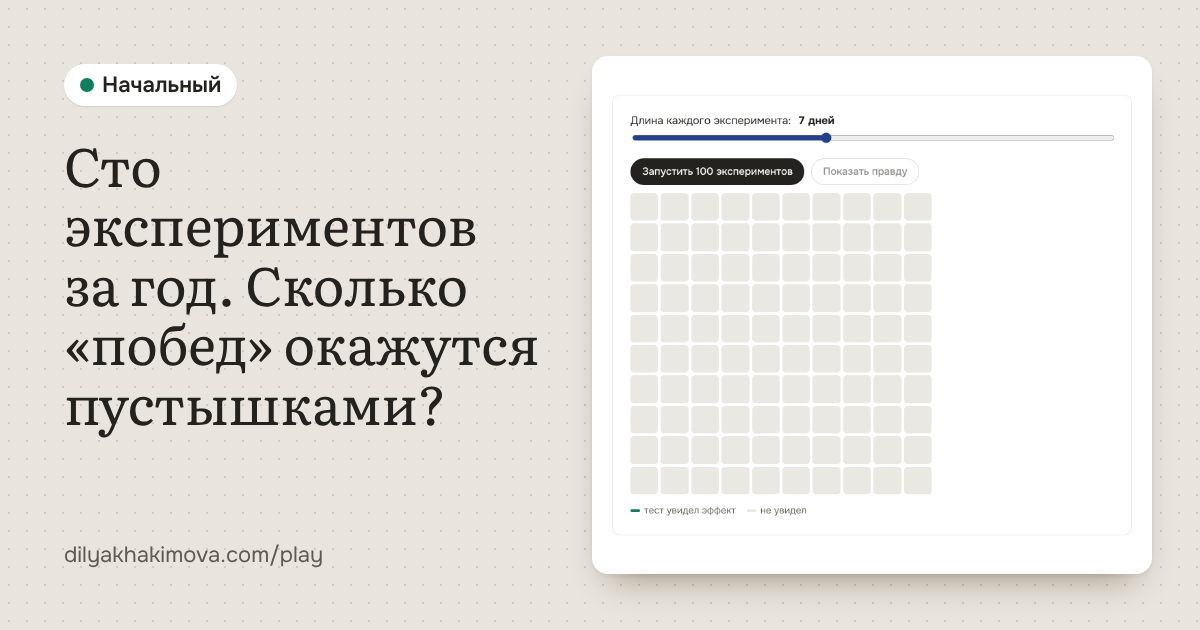 Начальный
Сто
экспериментов
за год. Сколько
«побед» окажутся
пустышками?
dilyakhakimova.com/play
Длина каждого эксперимента: 7 дней
Запустить 100 экспериментов
Показать правду
тест увидел эффект
не увидел